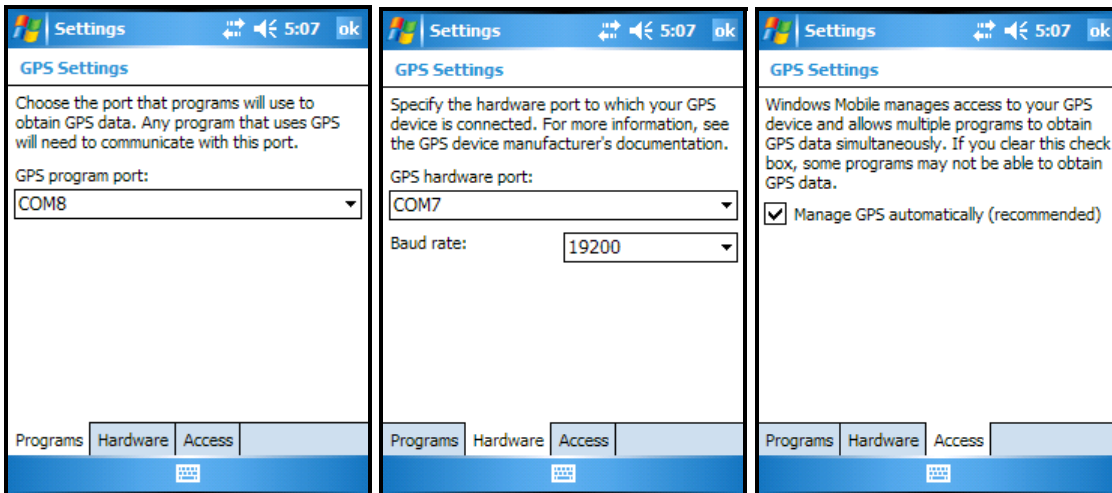 Settings 5:07 ok
GPS Settings
Choose the port that programs will use to
obtain GPS data. Any program that uses GPS
will need to communicate with this port.
GPS program port:
COM8
Programs Hardware Access
Settings 5:07 ok
GPS Settings
Specify the hardware port to which your GPS
device is connected. For more information, see
the GPS device manufacturer's documentation.
GPS hardware port:
COM7
Baud rate: 19200
Programs Hardware Access
Settings 5:07 ok
GPS Settings
Windows Mobile manages access to your GPS
device and allows multiple programs to obtain
GPS data simultaneously. If you clear this check
box, some programs may not be able to obtain
GPS data.
Manage GPS automatically (recommended)
Programs Hardware Access